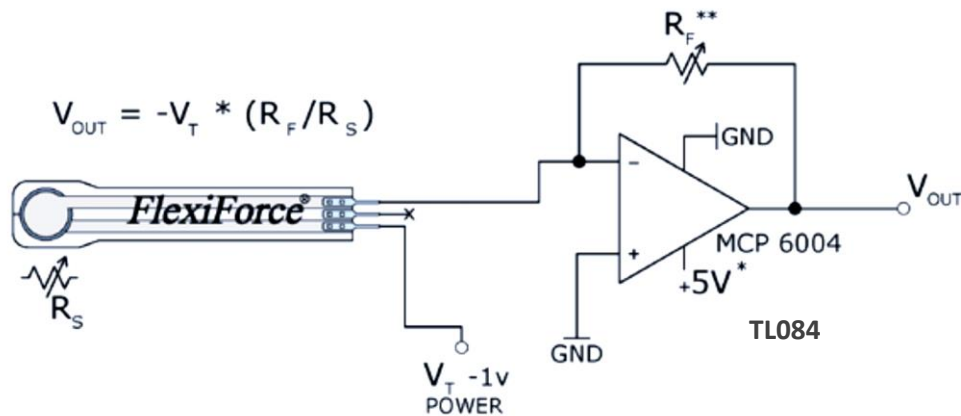 R_F **
V_OUT = -V_T * (R_F/R_S)
GND
FlexiForce®
V_OUT
MCP 6004
+5V*
R_S
TL084
GND
V_T -1v
POWER